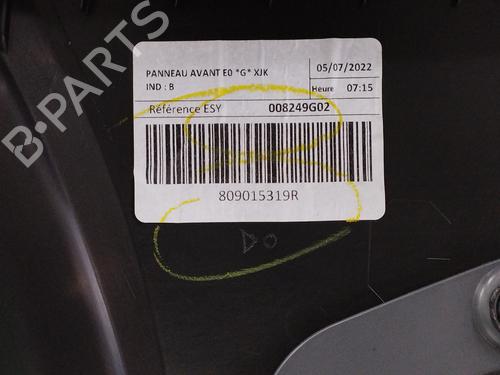 B-PARTS
PANNEAU AVANT E0 *G* XJK
IND : B
05/07/2022
Heure 07:15
Référence ESY 008249G02
809015319R